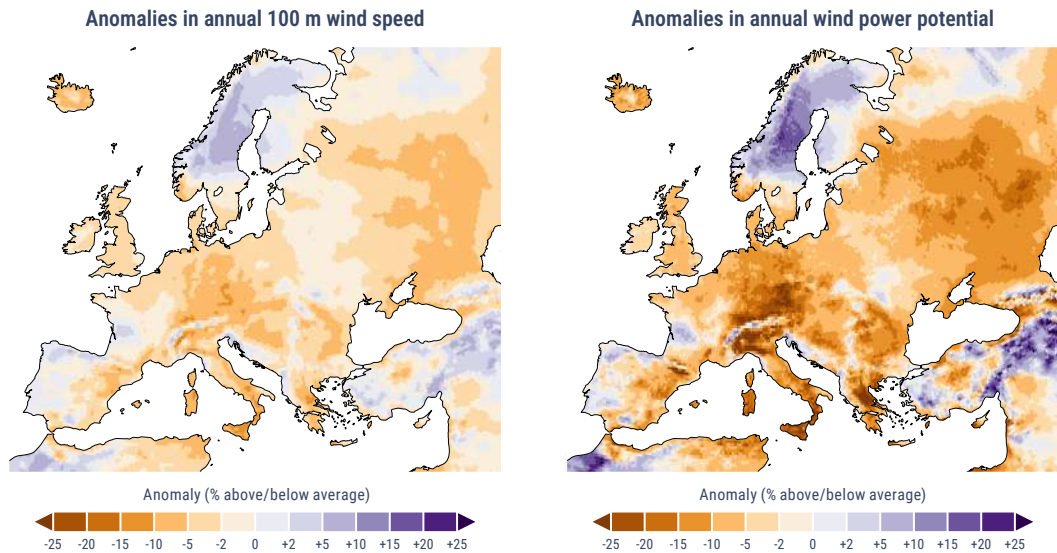 Anomalies in annual 100 m wind speed
Anomalies in annual wind power potential
Anomaly (% above/below average)
-25 -20 -15 -10 -5 -2 0 +2 +5 +10 +15 +20 +25
Anomaly (% above/below average)
-25 -20 -15 -10 -5 -2 0 +2 +5 +10 +15 +20 +25